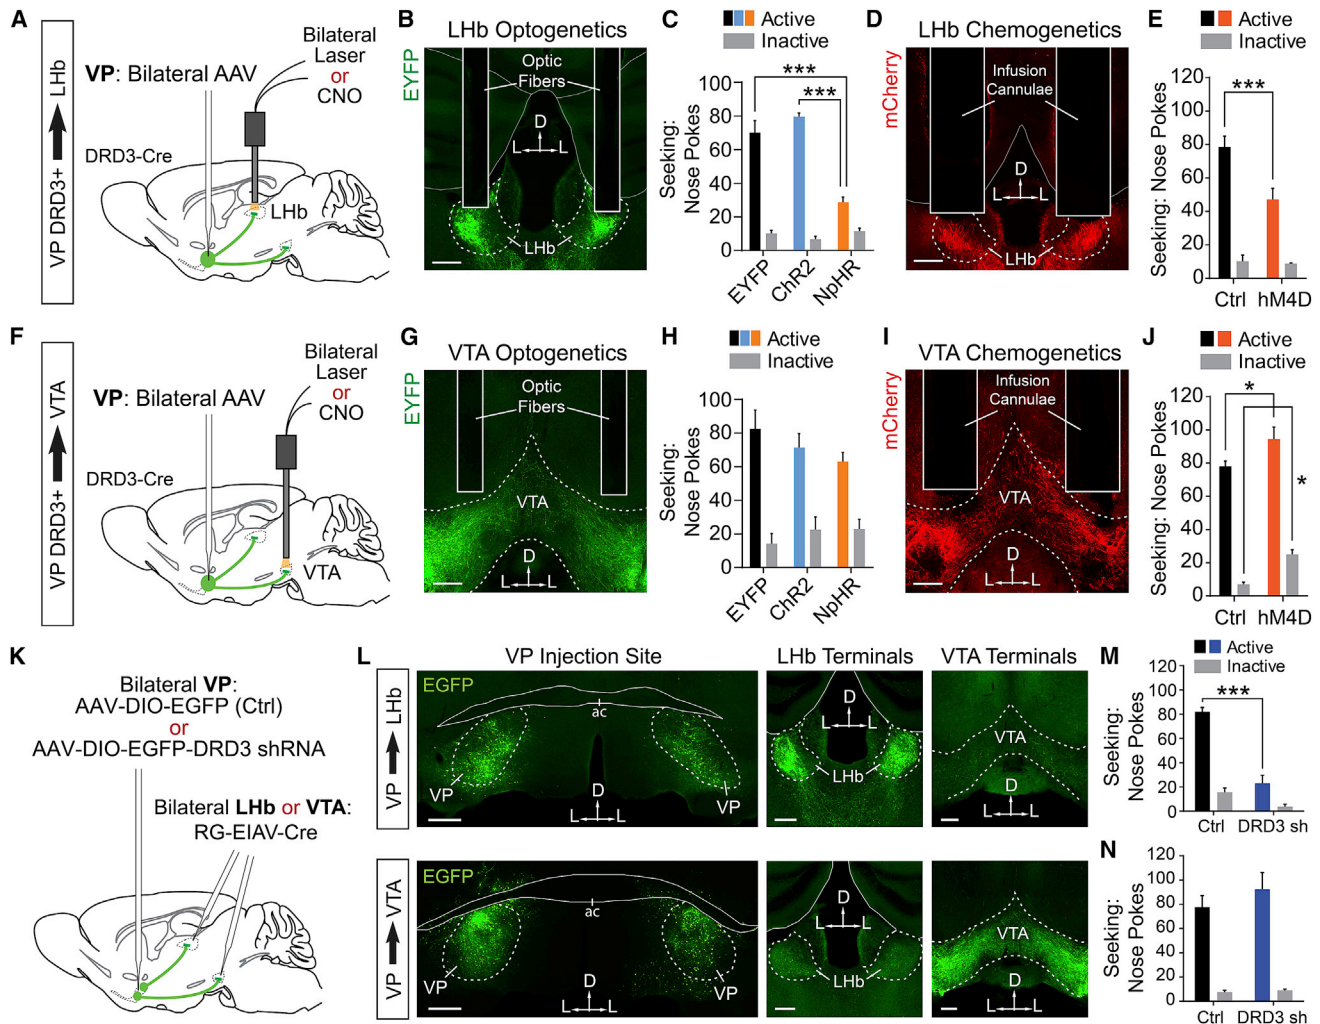 A
VP DRD3+ LHb
VP: Bilateral AAV
Bilateral
Laser
or
CNO
DRD3-Cre
LHb
B
LHb Optogenetics
EYFP
Optic
Fibers
D
L L
LHb
C
Active
Inactive
Seeking:
Nose Pokes
100
80
60
40
20
0
***
***
EYFP
ChR2
NpHR
D
LHb Chemogenetics
mCherry
Infusion
Cannulae
D
L L
LHb
E
Active
Inactive
Seeking: Nose Pokes
120
100
80
60
40
20
0
***
Ctrl hM4D
F
VP DRD3+ VTA
VP: Bilateral AAV
Bilateral
Laser
or
CNO
DRD3-Cre
VTA
G
VTA Optogenetics
EYFP
Optic
Fibers
VTA
D
L L
H
Active
Inactive
Seeking:
Nose Pokes
100
80
60
40
20
0
EYFP
ChR2
NpHR
I
VTA Chemogenetics
mCherry
Infusion
Cannulae
VTA
D
L L
J
Active
Inactive
Seeking: Nose Pokes
120
100
80
60
40
20
0
*
*
Ctrl hM4D
K
Bilateral VP:
AAV-DIO-EGFP (Ctrl)
or
AAV-DIO-EGFP-DRD3 shRNA
Bilateral LHb or VTA:
RG-EIAV-Cre
L
VP Injection Site
LHb Terminals
VTA Terminals
VP LHb
EGFP
ac
VP
VP
D
L L
D
L L
LHb
VTA
D
L L
VP VTA
EGFP
ac
VP
VP
D
L L
D
L L
LHb
VTA
D
L L
M
Active
Inactive
Seeking:
Nose Pokes
120
100
80
60
40
20
0
***
Ctrl DRD3 sh
N
Seeking:
Nose Pokes
120
100
80
60
40
20
0
Ctrl DRD3 sh